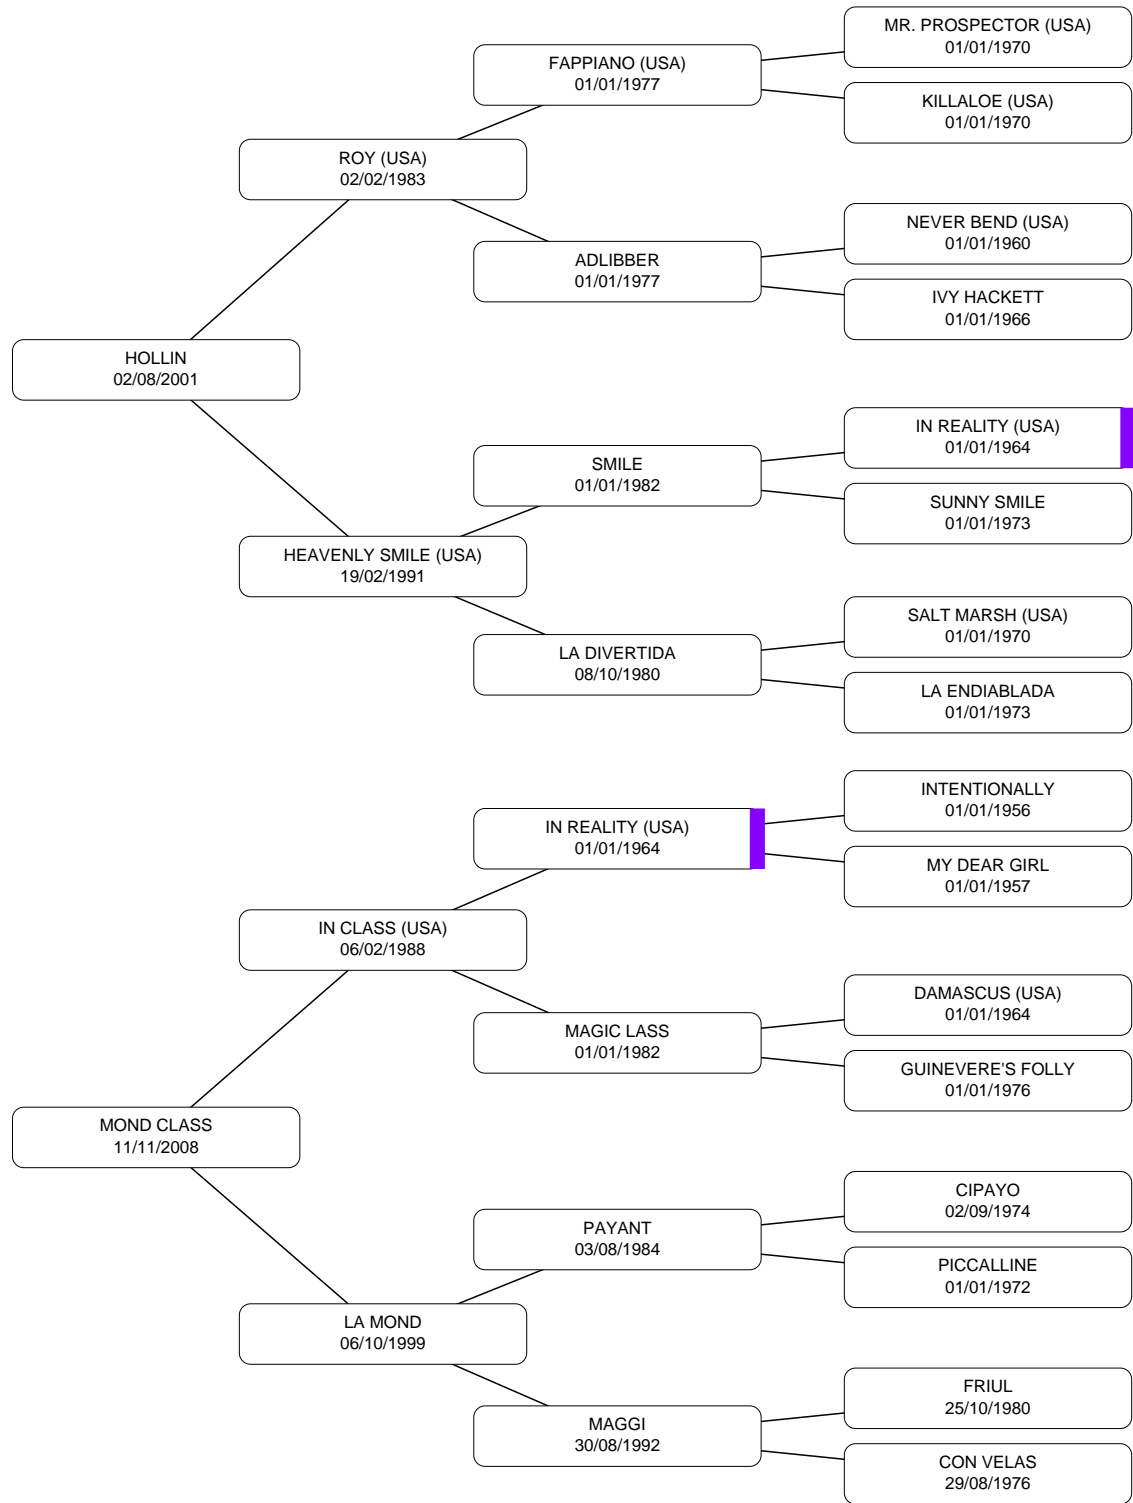 MR. PROSPECTOR (USA)
01/01/1970
FAPPIANO (USA)
01/01/1977
KILLALOE (USA)
01/01/1970
ROY (USA)
02/02/1983
NEVER BEND (USA)
01/01/1960
ADLIBBER
01/01/1977
IVY HACKETT
01/01/1966
HOLLIN
02/08/2001
IN REALITY (USA)
01/01/1964
SMILE
01/01/1982
SUNNY SMILE
01/01/1973
HEAVENLY SMILE (USA)
19/02/1991
SALT MARSH (USA)
01/01/1970
LA DIVERTIDA
08/10/1980
LA ENDIABLADA
01/01/1973
INTENTIONALLY
01/01/1956
IN REALITY (USA)
01/01/1964
MY DEAR GIRL
01/01/1957
IN CLASS (USA)
06/02/1988
DAMASCUS (USA)
01/01/1964
MAGIC LASS
01/01/1982
GUINEVERE'S FOLLY
01/01/1976
MOND CLASS
11/11/2008
CIPAYO
02/09/1974
PAYANT
03/08/1984
PICCALLINE
01/01/1972
LA MOND
06/10/1999
FRIUL
25/10/1980
MAGGI
30/08/1992
CON VELAS
29/08/1976